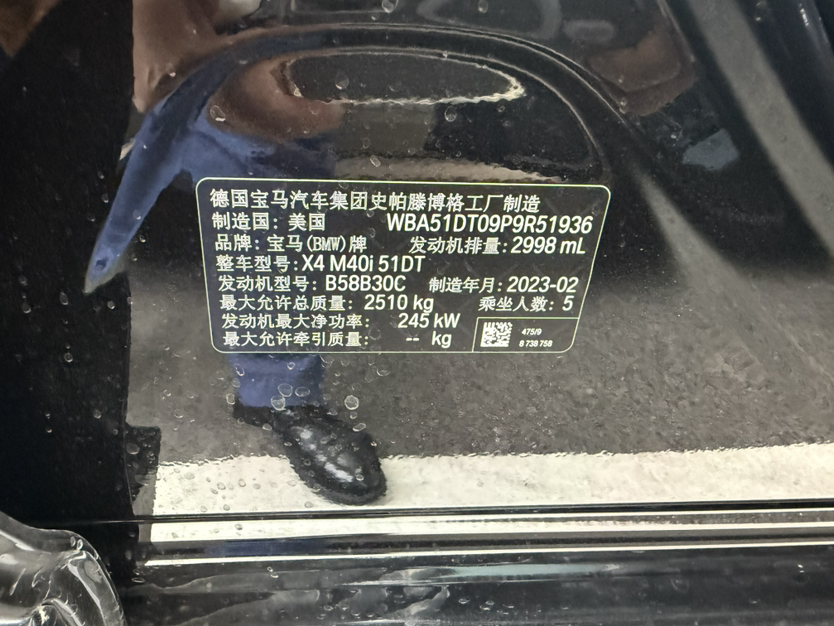 德国宝马汽车集团史帕滕博格工厂制造
制造国: 美国 WBA51DT09P9R51936
品牌: 宝马(BMW)牌 发动机排量: 2998 mL
整车型号: X4 M40i 51DT
发动机型号: B58B30C 制造年月: 2023-02
最大允许总质量: 2510 kg 乘坐人数: 5
发动机最大净功率: 245 kW
最大允许牵引质量: -- kg
475/9
8 738 758